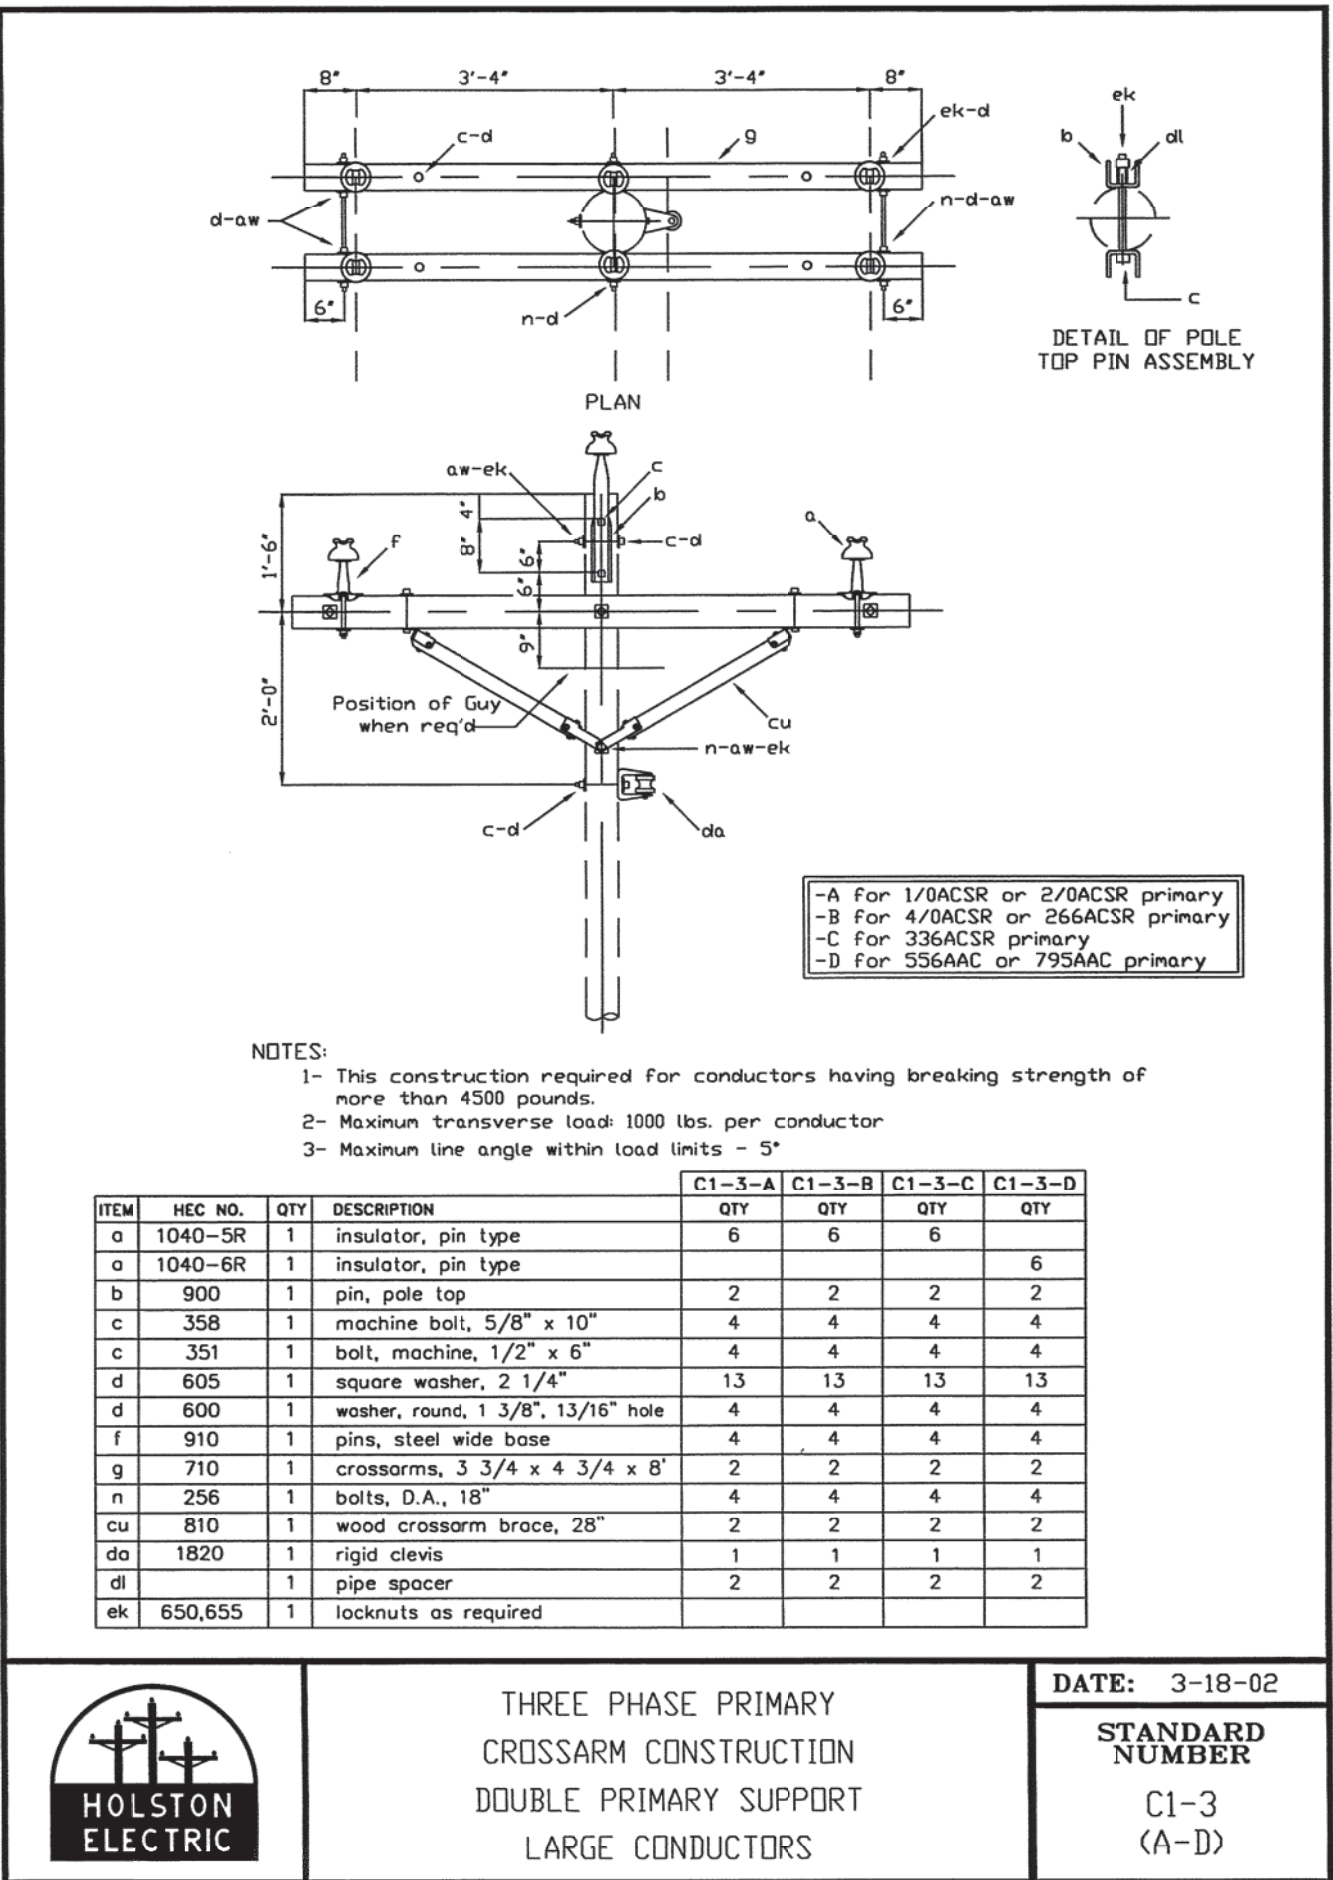 8" 3'-4" 3'-4" 8"
c-d g ek-d
d-aw n-d-aw
6" n-d 6"
ek
b dl
c
DETAIL OF POLE
TOP PIN ASSEMBLY
PLAN
aw-ek c
b
4"
8"
6"
6"
9"
c-d
a
f
1'-6"
2'-0"
Position of Guy
when req'd
cu
n-aw-ek
c-d da
-A for 1/0ACSR or 2/0ACSR primary
-B for 4/0ACSR or 266ACSR primary
-C for 336ACSR primary
-D for 556AAC or 795AAC primary
NOTES:
1- This construction required for conductors having breaking strength of
more than 4500 pounds.
2- Maximum transverse load: 1000 lbs. per conductor
3- Maximum line angle within load limits - 5°
C1-3-A C1-3-B C1-3-C C1-3-D
ITEM HEC NO. QTY DESCRIPTION QTY QTY QTY QTY
a 1040-5R 1 insulator, pin type 6 6 6
a 1040-6R 1 insulator, pin type 6
b 900 1 pin, pole top 2 2 2 2
c 358 1 machine bolt, 5/8" x 10" 4 4 4 4
c 351 1 bolt, machine, 1/2" x 6" 4 4 4 4
d 605 1 square washer, 2 1/4" 13 13 13 13
d 600 1 washer, round, 1 3/8", 13/16" hole 4 4 4 4
f 910 1 pins, steel wide base 4 4 4 4
g 710 1 crossarms, 3 3/4 x 4 3/4 x 8' 2 2 2 2
n 256 1 bolts, D.A., 18" 4 4 4 4
cu 810 1 wood crossarm brace, 28" 2 2 2 2
da 1820 1 rigid clevis 1 1 1 1
dl 1 pipe spacer 2 2 2 2
ek 650,655 1 locknuts as required
HOLSTON
ELECTRIC
THREE PHASE PRIMARY
CROSSARM CONSTRUCTION
DOUBLE PRIMARY SUPPORT
LARGE CONDUCTORS
DATE: 3-18-02
STANDARD
NUMBER
C1-3
(A-D)